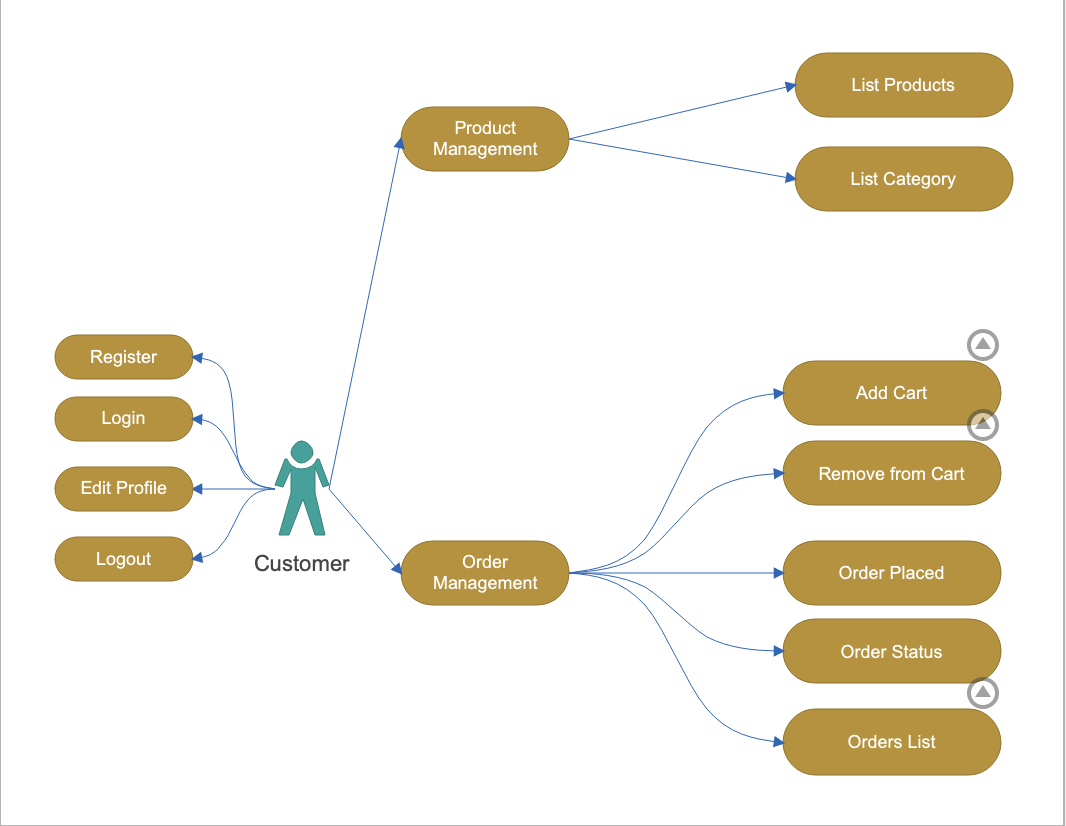 List Products
Product
Management
List Category
Register
Add Cart
Login
Remove from Cart
Edit Profile
Logout
Customer
Order
Management
Order Placed
Order Status
Orders List